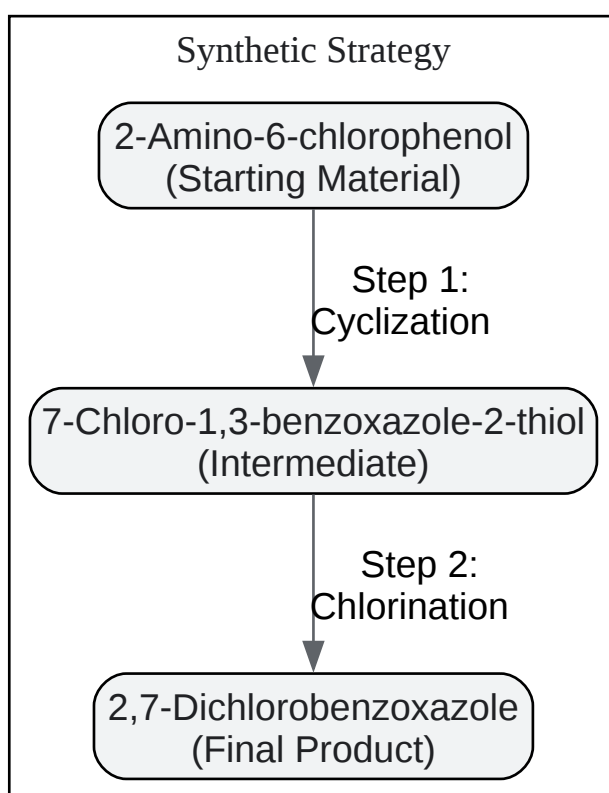 Synthetic Strategy
2-Amino-6-chlorophenol
(Starting Material)
Step 1:
Cyclization
7-Chloro-1,3-benzoxazole-2-thiol
(Intermediate)
Step 2:
Chlorination
2,7-Dichlorobenzoxazole
(Final Product)